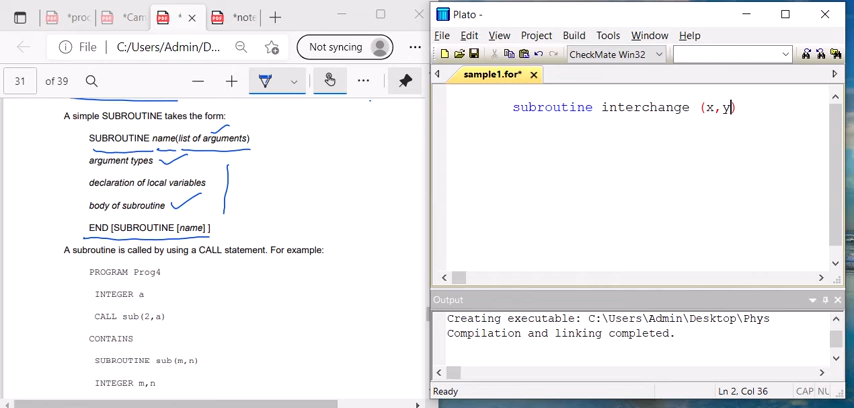 *proc
*Cam
*
*note
File
C:/Users/Admin/D...
Not syncing
31 of 39
A simple SUBROUTINE takes the form:
SUBROUTINE name(list of arguments)
argument types
declaration of local variables
body of subroutine
END [SUBROUTINE [name] ]
A subroutine is called by using a CALL statement. For example:
PROGRAM Prog4
INTEGER a
CALL sub(2,a)
CONTAINS
SUBROUTINE sub(m,n)
INTEGER m,n
Plato -
File Edit View Project Build Tools Window Help
CheckMate Win32
sample1.for*
subroutine interchange (x,y)
Output
Creating executable: C:\Users\Admin\Desktop\Phys
Compilation and linking completed.
Ready Ln 2, Col 36 CAP NU